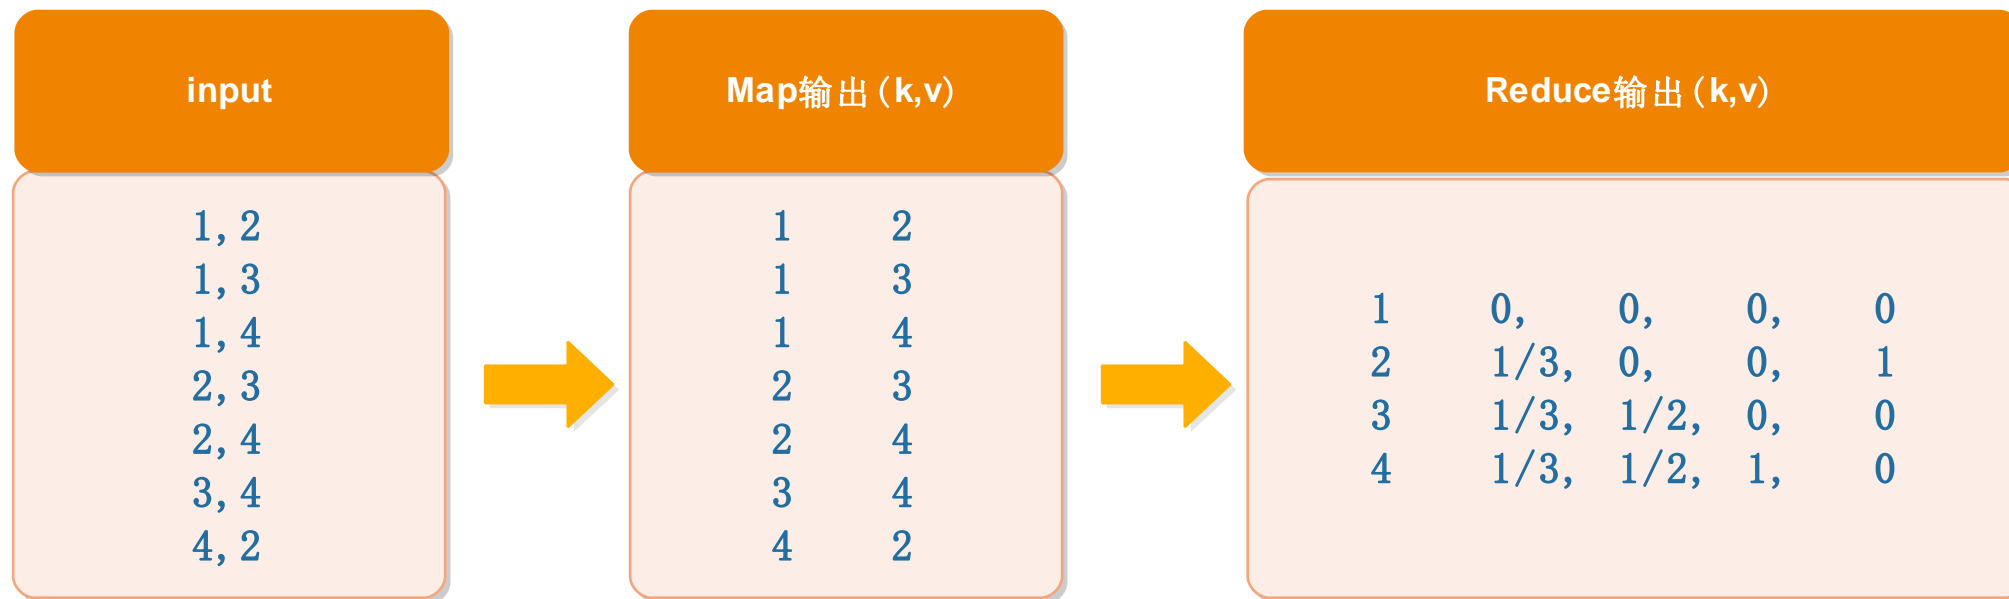 input
1,2
1,3
1,4
2,3
2,4
3,4
4,2
Map输出(k,v)
1 2
1 3
1 4
2 3
2 4
3 4
4 2
Reduce输出(k,v)
1 0, 0, 0, 0
2 1/3, 0, 0, 1
3 1/3, 1/2, 0, 0
4 1/3, 1/2, 1, 0